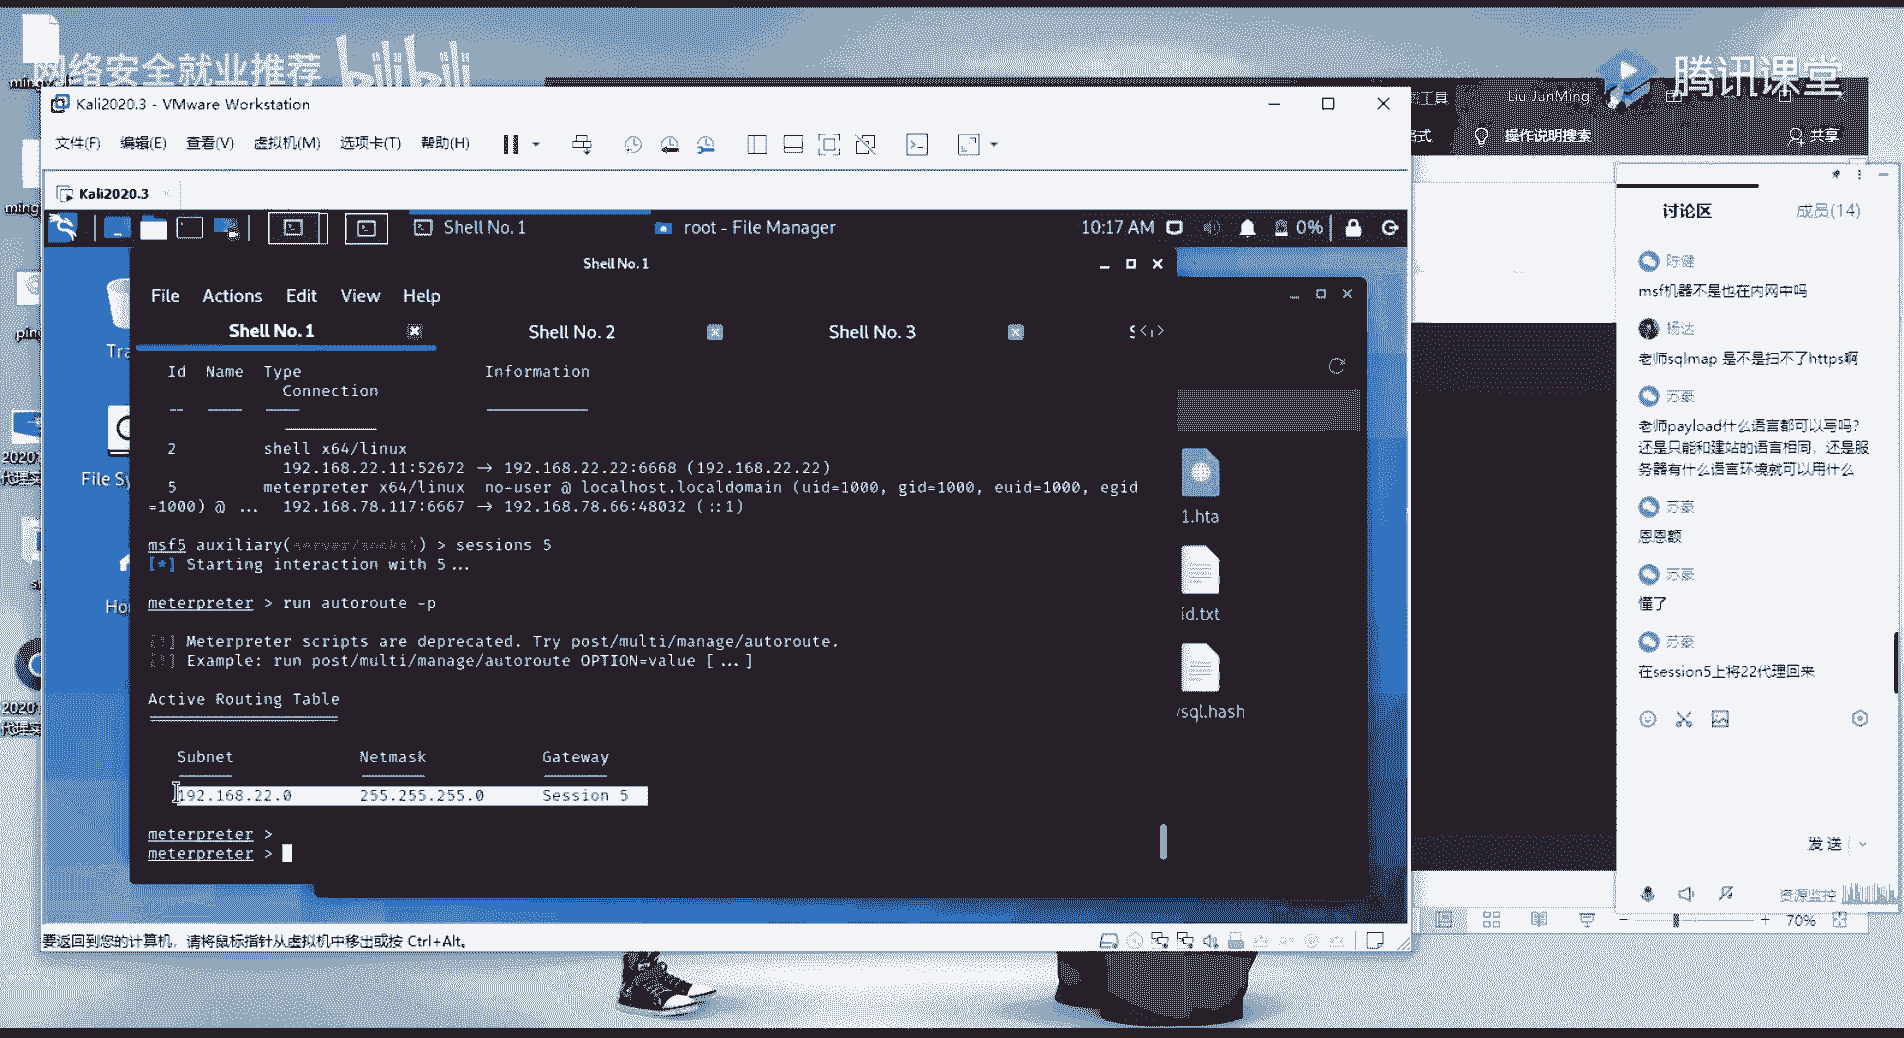 网络安全就业推荐
bilibili
腾讯课堂
Kali2020.3 - VMware Workstation
Liu JunMing
文件(F) 编辑(E) 查看(V) 虚拟机(M) 选项卡(T) 帮助(H)
操作说明搜索
共享
Kali2020.3
Shell No. 1
root - File Manager
10:17 AM
0%
Shell No. 1
File Actions Edit View Help
Shell No. 1
Shell No. 2
Shell No. 3
Id Name Type Information
Connection
2 shell x64/linux
192.168.22.11:52672 → 192.168.22.22:6668 (192.168.22.22)
5 meterpreter x64/linux no-user @ localhost.localdomain (uid=1000, gid=1000, euid=1000, egid
=1000) @ ... 192.168.78.117:6667 → 192.168.78.66:48032 (::1)
msf5 auxiliary(server/socks5) > sessions 5
[*] Starting interaction with 5...
meterpreter > run autoroute -p
[!] Meterpreter scripts are deprecated. Try post/multi/manage/autoroute.
[!] Example: run post/multi/manage/autoroute OPTION=value [...]
Active Routing Table
Subnet Netmask Gateway
192.168.22.0 255.255.255.0 Session 5
meterpreter >
meterpreter >
1.hta
id.txt
ysql.hash
File Sy
要返回到您的计算机，请将鼠标指针从虚拟机中移出或按 Ctrl+Alt。
讨论区
成员(14)
陈健
msf机器不是也在内网中吗
杨达
老师sqlmap 是不是扫不了https啊
苏豪
老师payload什么语言都可以写吗?
还是只能和建站的语言相同，还是服
务器有什么语言环境就可以用什么
苏豪
恩恩额
苏豪
懂了
苏豪
在session5上将22代理回来
发送
资源监控
70%